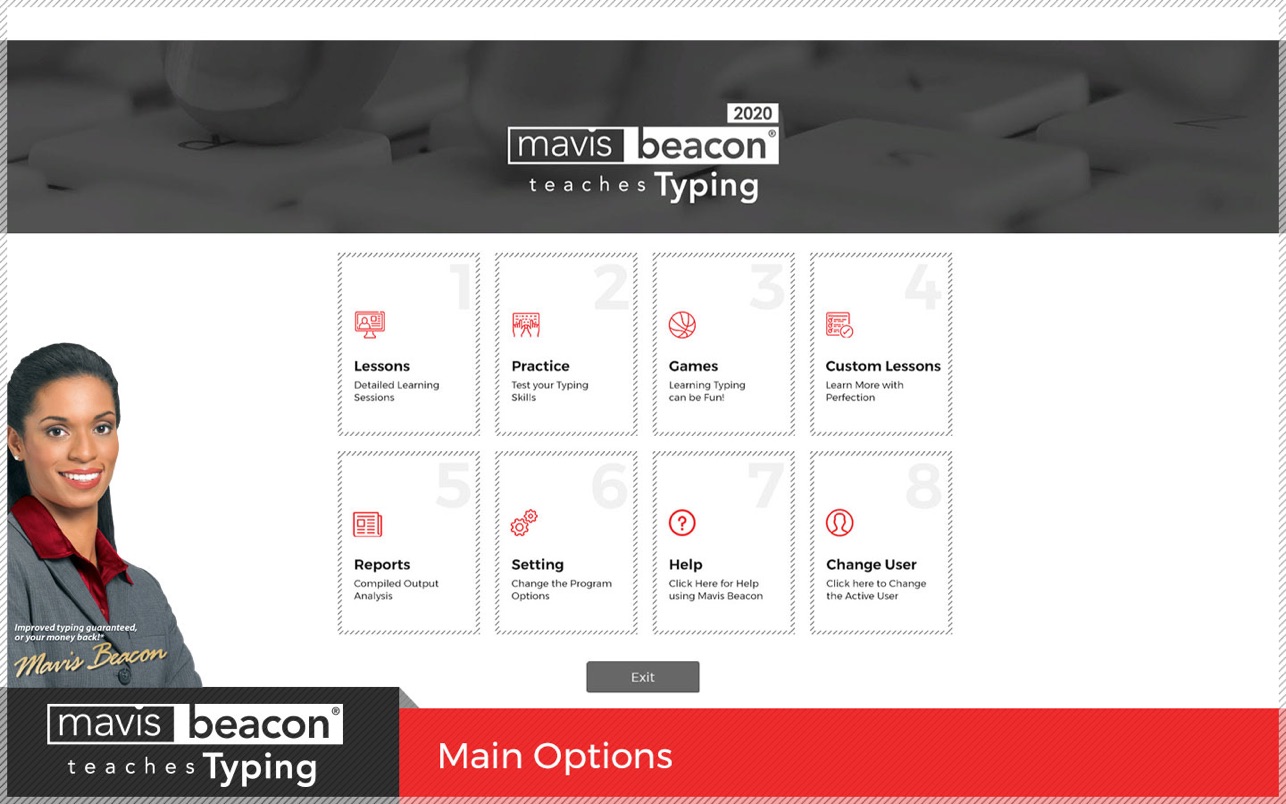 2020
mavis beacon®
teaches Typing
1
2
3
4
Lessons
Detailed Learning
Sessions
Practice
Test your Typing
Skills
Games
Learning Typing
can be Fun!
Custom Lessons
Learn More with
Perfection
5
6
7
8
Reports
Compiled Output
Analysis
Setting
Change the Program
Options
Help
Click Here for Help
using Mavis Beacon
Change User
Click here to Change
the Active User
Improved typing guaranteed,
or your money back!*
Mavis Beacon
Exit
mavis beacon®
teaches Typing
Main Options